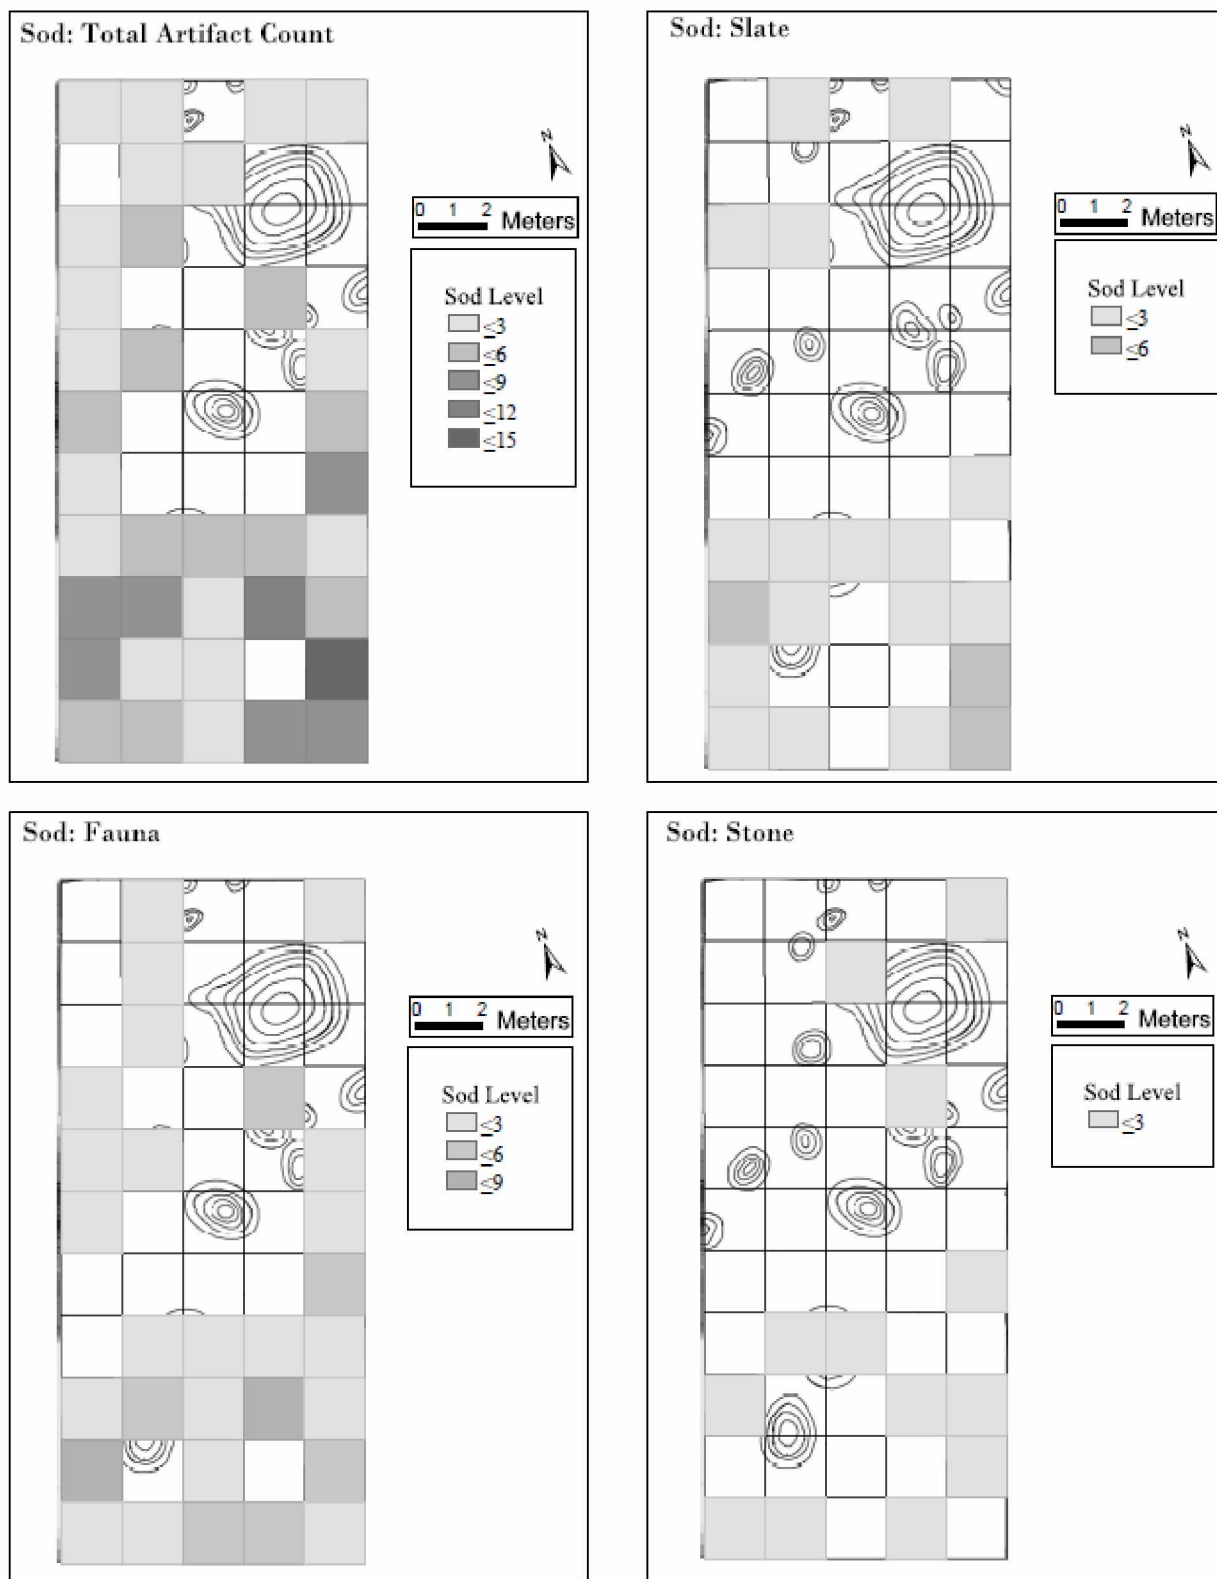 Sod: Total Artifact Count
N
0 1 2 Meters
Sod Level
≤3
≤6
≤9
≤12
≤15
Sod: Slate
N
0 1 2 Meters
Sod Level
≤3
≤6
Sod: Fauna
N
0 1 2 Meters
Sod Level
≤3
≤6
≤9
Sod: Stone
N
0 1 2 Meters
Sod Level
≤3